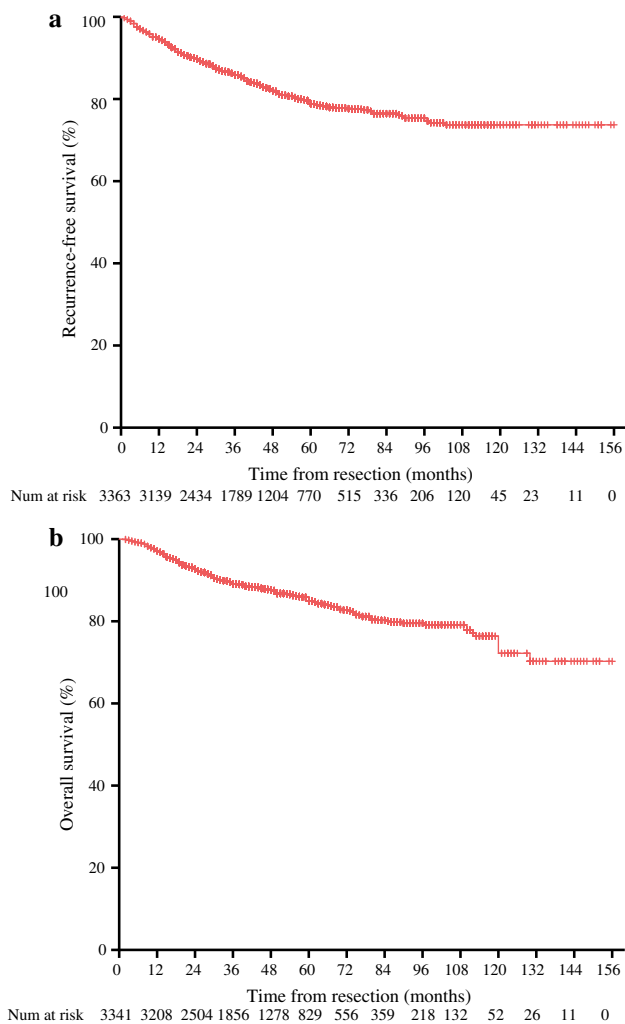 a
100
80
60
40
20
0
Recurrence-free survival (%)
0 12 24 36 48 60 72 84 96 108 120 132 144 156
Time from resection (months)
Num at risk 3363 3139 2434 1789 1204 770 515 336 206 120 45 23 11 0
b
100
100
80
60
40
20
0
Overall survival (%)
0 12 24 36 48 60 72 84 96 108 120 132 144 156
Time from resection (months)
Num at risk 3341 3208 2504 1856 1278 829 556 359 218 132 52 26 11 0